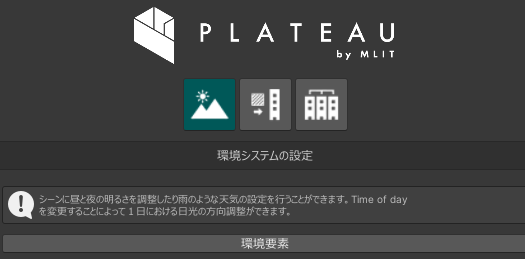 PLATEAU
by MLIT
環境システムの設定
シーンに昼と夜の明るさを調整したり雨のような天気の設定を行うことができます。Time of day
を変更することによって1日における日光の方向調整ができます。
環境要素